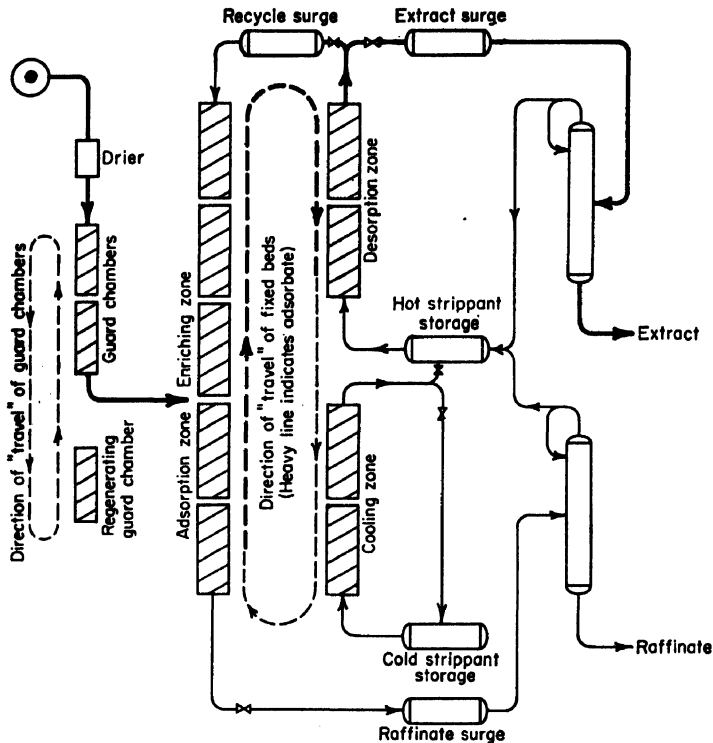 Recycle surge
Extract surge
Drier
Direction of "travel" of guard chambers
Guard chambers
Regenerating
guard chamber
Enriching zone
Adsorption zone
Direction of "travel" of fixed beds
(Heavy line indicates adsorbate)
Desorption zone
Hot strippant
storage
Cooling zone
Cold strippant
storage
Raffinate surge
Extract
Raffinate